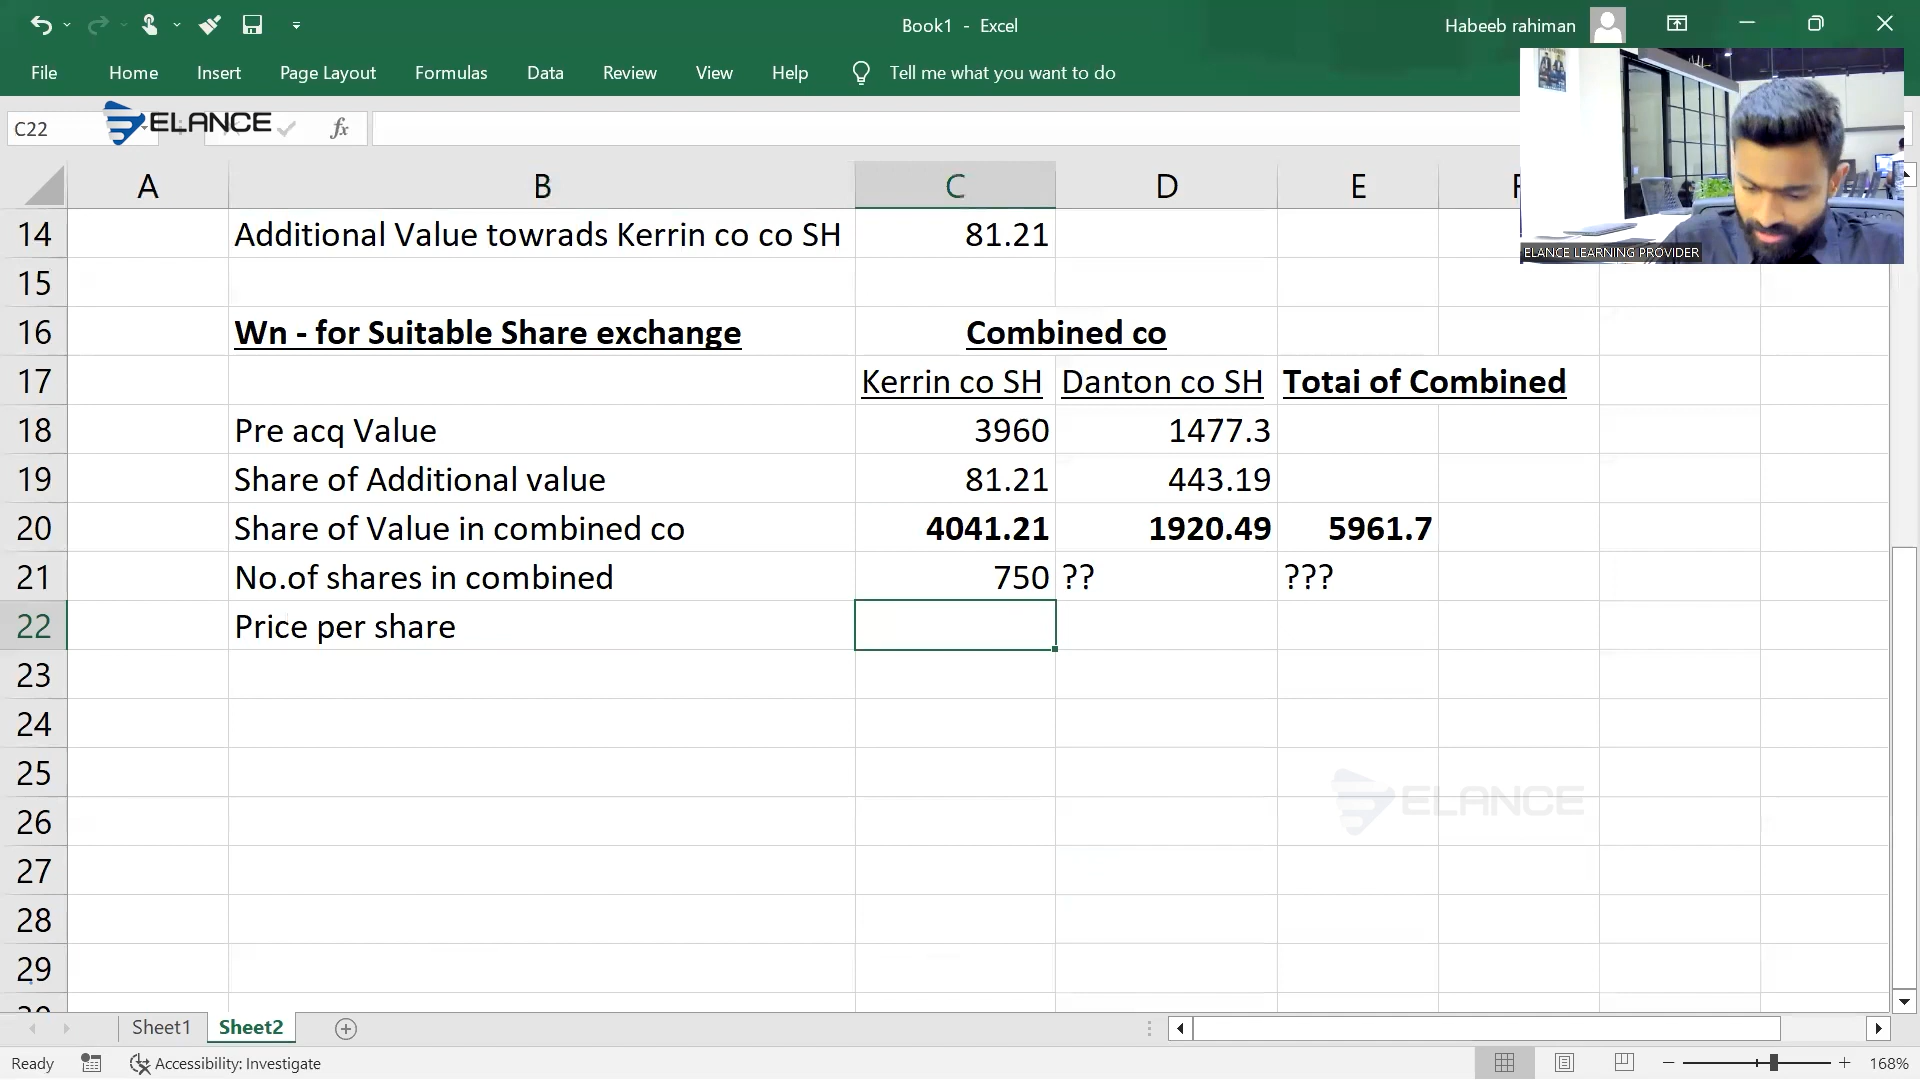 Book1 - Excel
Habeeb rahiman
File Home Insert Page Layout Formulas Data Review View Help Tell me what you want to do
C22
ELANCE
fx
ELANCE LEARNING PROVIDER
A B C D E
14 Additional Value towrads Kerrin co co SH 81.21
15
16 Wn - for Suitable Share exchange Combined co
17 Kerrin co SH Danton co SH Totai of Combined
18 Pre acq Value 3960 1477.3
19 Share of Additional value 81.21 443.19
20 Share of Value in combined co 4041.21 1920.49 5961.7
21 No.of shares in combined 750 ?? ???
22 Price per share
23
24
25
ELANCE
26
27
28
29
Sheet1 Sheet2
Ready Accessibility: Investigate 168%